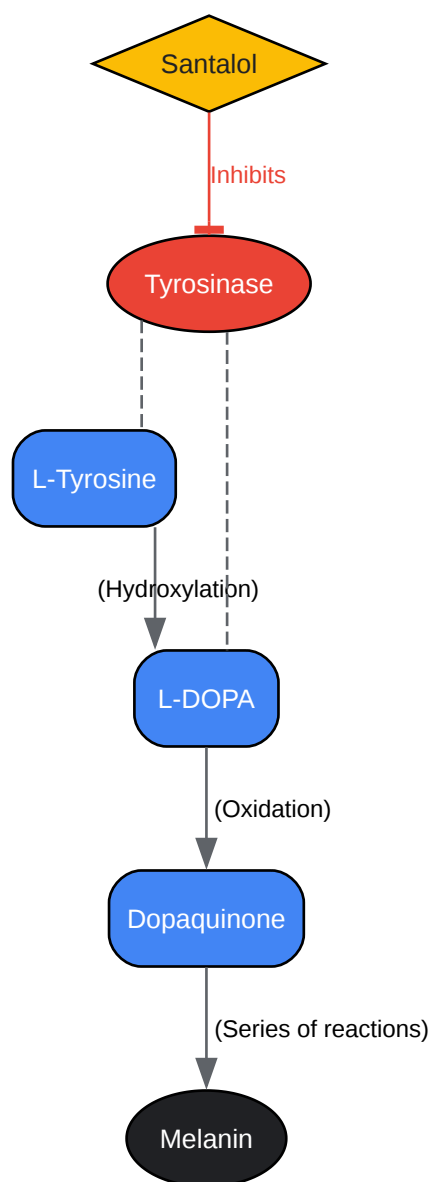 Santalol
Inhibits
Tyrosinase
L-Tyrosine
(Hydroxylation)
L-DOPA
(Oxidation)
Dopaquinone
(Series of reactions)
Melanin